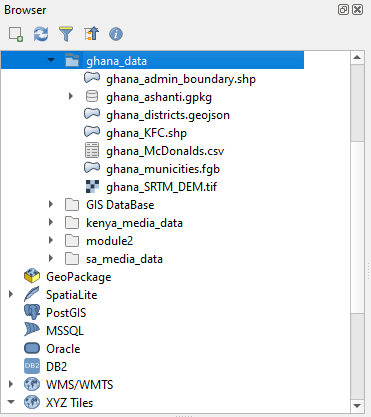 Browser
ghana_data
ghana_admin_boundary.shp
ghana_ashanti.gpkg
ghana_districts.geojson
ghana_KFC.shp
ghana_McDonalds.csv
ghana_municities.fgb
ghana_SRTM_DEM.tif
GIS DataBase
kenya_media_data
module2
sa_media_data
GeoPackage
SpatiaLite
PostGIS
MSSQL
Oracle
DB2 DB2
WMS/WMTS
XYZ Tiles